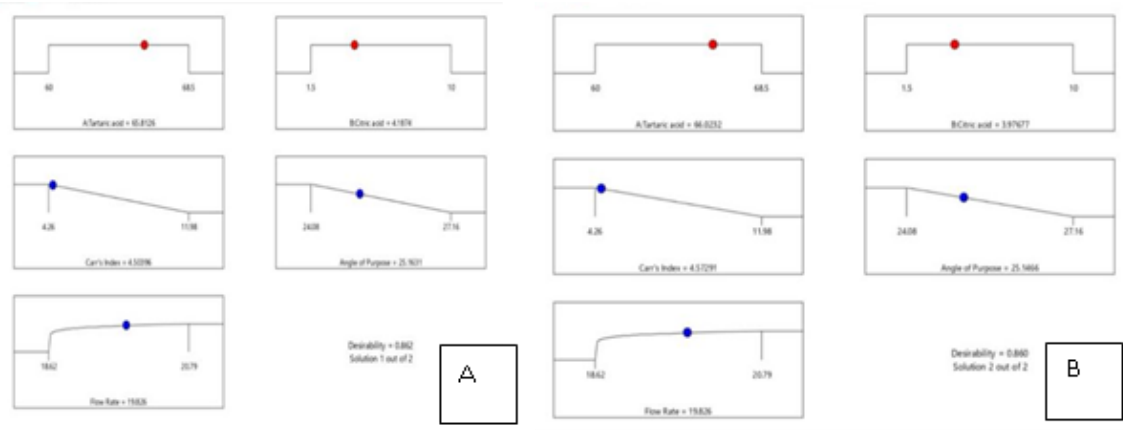 60
68.5
A:Tartaric acid = 65.8126
1.5
10
B:Citric acid = 4.1874
4.26
11.98
Carr's Index = 4.50396
24.08
27.16
Angle of Purpose = 25.1631
18.62
20.79
Flow Rate = 19.826
Desirability = 0.862
Solution 1 out of 2
A
60
68.5
A:Tartaric acid = 66.0232
1.5
10
B:Citric acid = 3.97677
4.26
11.98
Carr's Index = 4.57291
24.08
27.16
Angle of Purpose = 25.1466
18.62
20.79
Flow Rate = 19.826
Desirability = 0.860
Solution 2 out of 2
B